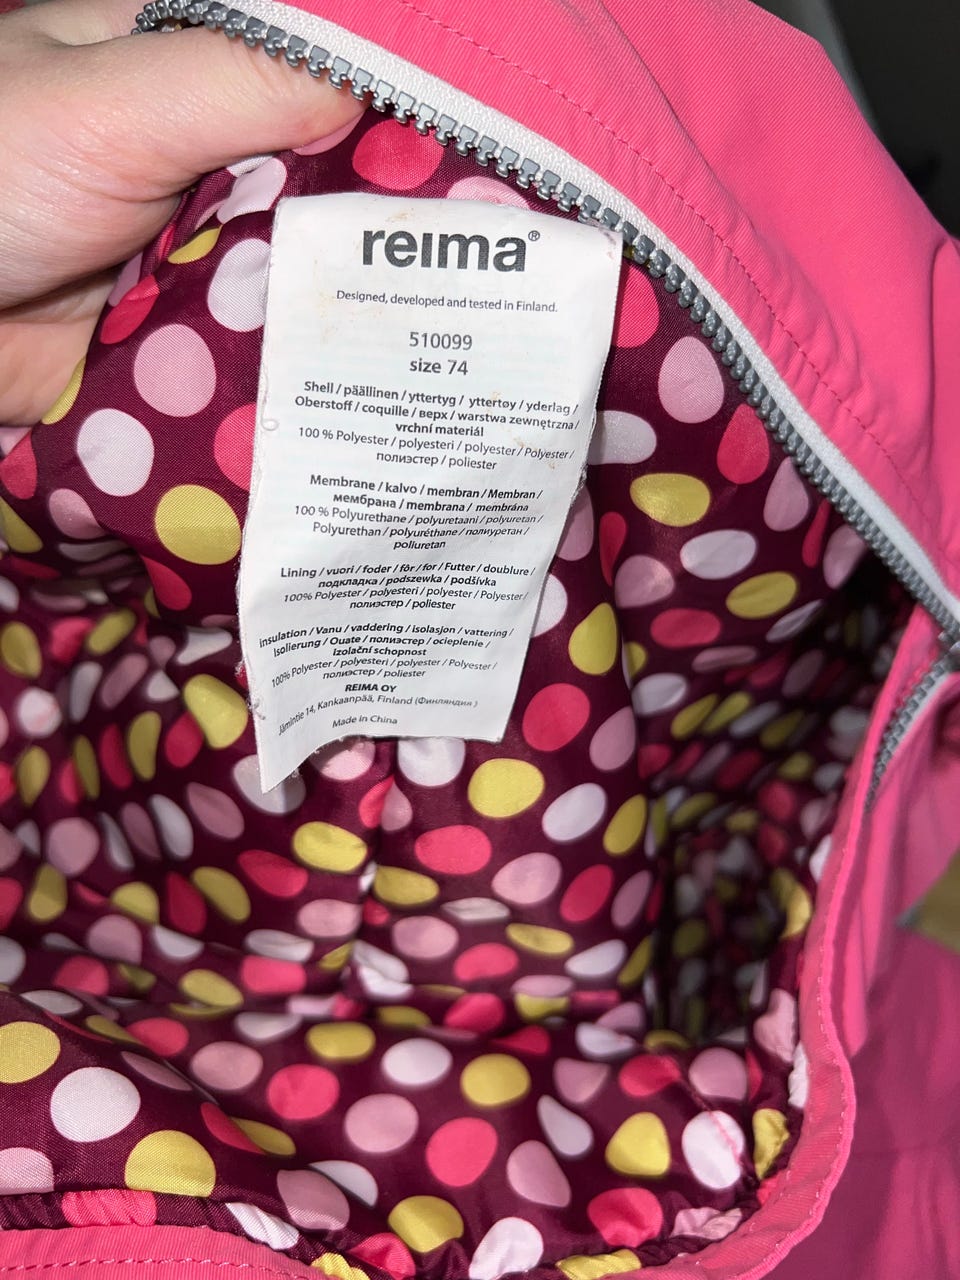 reima®
Designed, developed and tested in Finland.
510099
size 74
Shell / päällinen / yttertyg / yttertøy / yderlag /
Oberstoff / coquille / верх / warstwa zewnętrzna /
vrchní materiál
100 % Polyester / polyesteri / polyester / Polyester /
полиэстер / poliester
Membrane / kalvo / membran / Membran /
мембрана / membrana / membrána
100 % Polyurethane / polyuretaani / polyuretan /
Polyurethan / polyuréthane / полиуретан /
poliuretan
Lining / vuori / foder / fôr / for / Futter / doublure /
подкладка / podszewka / podšívka
100% Polyester / polyesteri / polyester / Polyester /
полиэстер / poliester
insulation / Vanu / vaddering / isolasjon / vattering /
Isolierung / Ouate / полиэстер / ocieplenie /
izolační schopnost
100% Polyester / polyesteri / polyester / Polyester /
полиэстер / poliester
REIMA OY
Jämintie 14, Kankaanpää, Finland (Финляндия )
Made in China